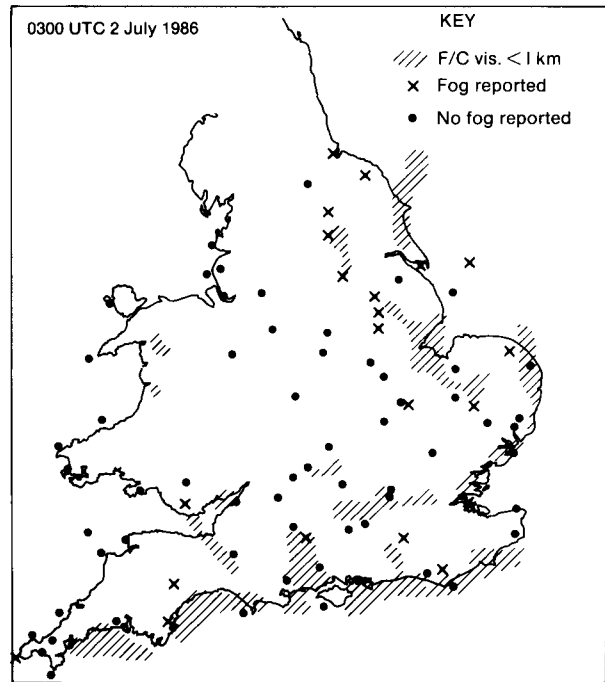 0300 UTC 2 July 1986
KEY
F/C vis. < I km
Fog reported
No fog reported